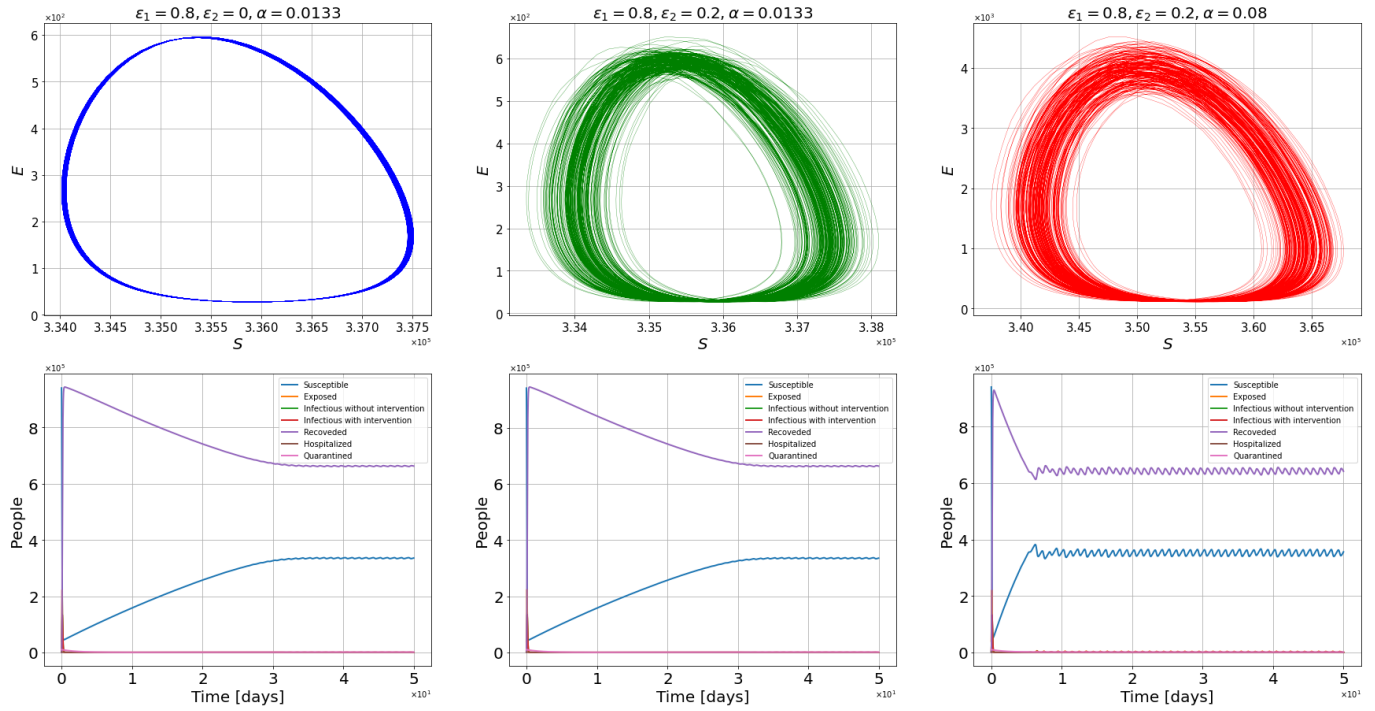 ε₁ = 0.8, ε₂ = 0, α = 0.0133
×10²
6
5
4
3
2
1
0
E
3.340 3.345 3.350 3.355 3.360 3.365 3.370 3.375
S
×10⁵
ε₁ = 0.8, ε₂ = 0.2, α = 0.0133
×10²
6
5
4
3
2
1
0
E
3.34 3.35 3.36 3.37 3.38
S
×10⁵
ε₁ = 0.8, ε₂ = 0.2, α = 0.08
×10³
4
3
2
1
0
E
3.40 3.45 3.50 3.55 3.60 3.65
S
×10⁵
×10⁵
8
6
4
2
0
People
Susceptible
Exposed
Infectious without intervention
Infectious with intervention
Recoveded
Hospitalized
Quarantined
0 1 2 3 4 5
Time [days]
×10¹
×10⁵
8
6
4
2
0
People
Susceptible
Exposed
Infectious without intervention
Infectious with intervention
Recoveded
Hospitalized
Quarantined
0 1 2 3 4 5
Time [days]
×10¹
×10⁵
8
6
4
2
0
People
Susceptible
Exposed
Infectious without intervention
Infectious with intervention
Recoveded
Hospitalized
Quarantined
0 1 2 3 4 5
Time [days]
×10¹